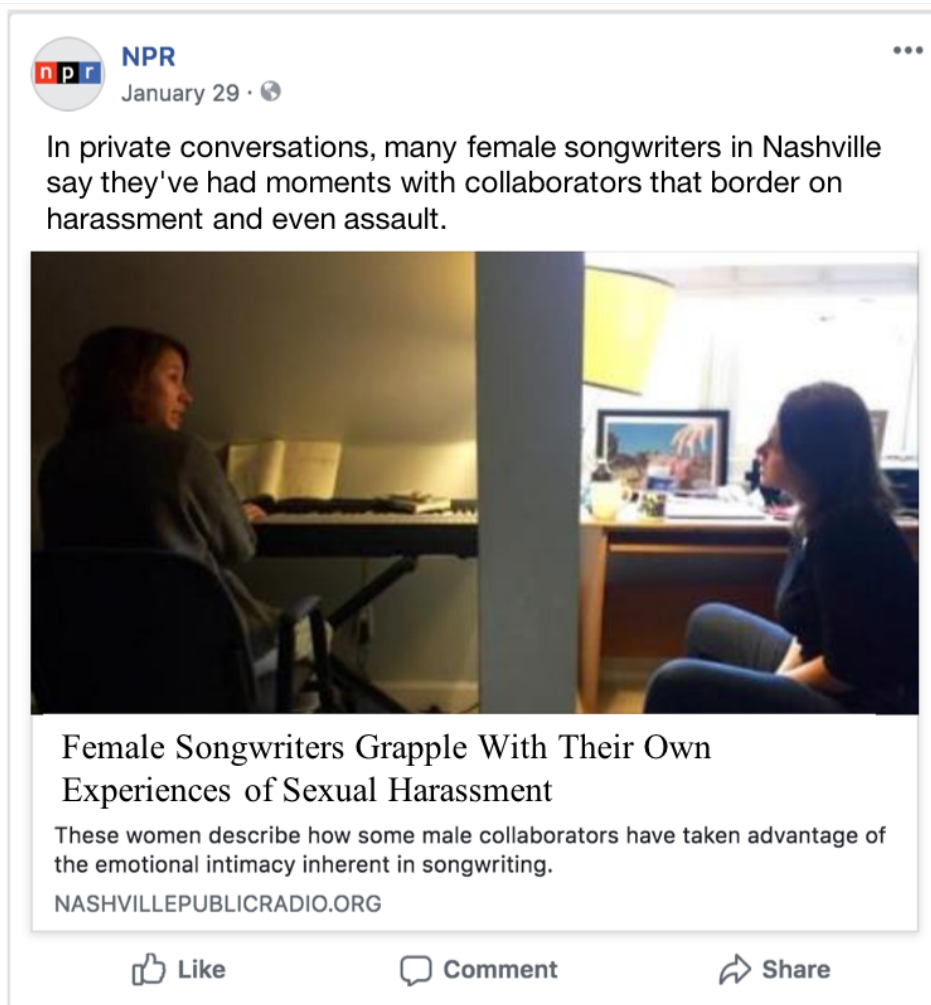 npr
NPR
January 29 ·
In private conversations, many female songwriters in Nashville
say they've had moments with collaborators that border on
harassment and even assault.
Female Songwriters Grapple With Their Own
Experiences of Sexual Harassment
These women describe how some male collaborators have taken advantage of
the emotional intimacy inherent in songwriting.
NASHVILLEPUBLICRADIO.ORG
Like Comment Share